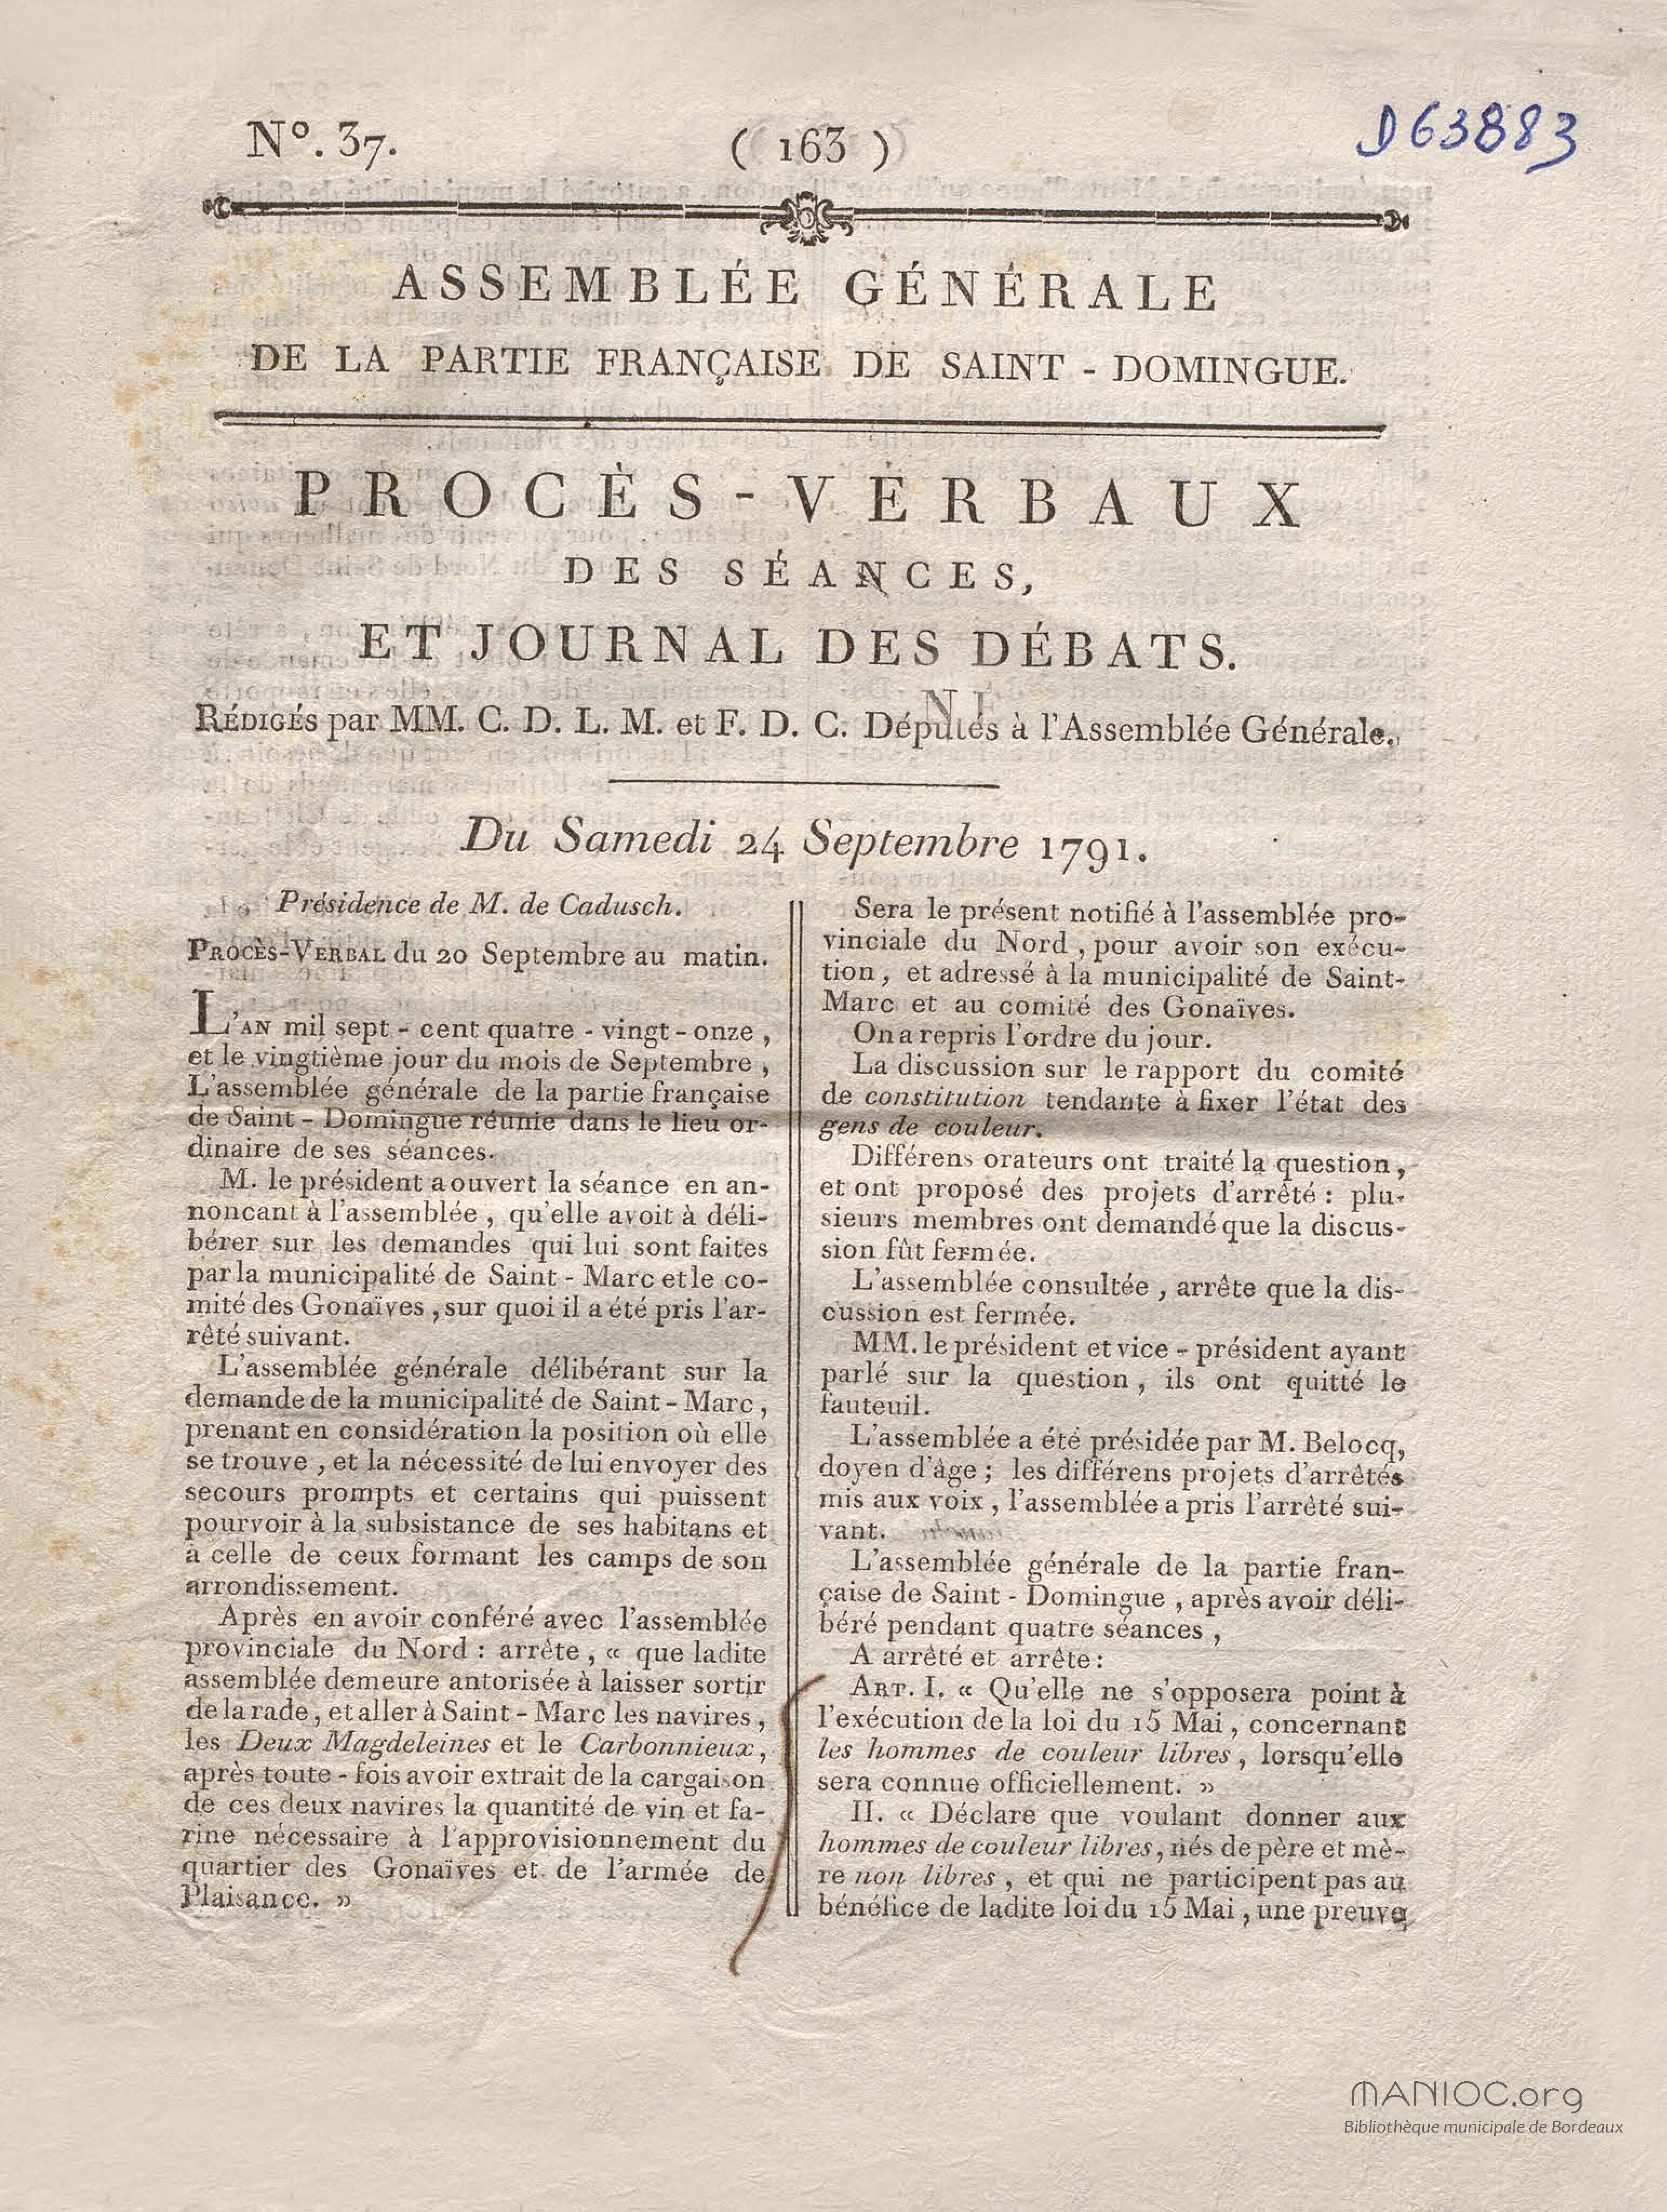 N°. 37.
( 163 )
D63883
ASSEMBLÉE GÉNÉRALE
DE LA PARTIE FRANÇAISE DE SAINT - DOMINGUE.
PROCÈS-VERBAUX
DES SÉANCES,
ET JOURNAL DES DÉBATS.
RÉDIGÉS par MM. C. D. L. M. et F. D. C. Députés à l'Assemblée Générale.
Du Samedi 24 Septembre 1791.
Présidence de M. de Cadusch.
PROCÈS-VERBAL du 20 Septembre au matin.
L'AN mil sept - cent quatre - vingt - onze ,
et le vingtième jour du mois de Septembre ,
L'assemblée générale de la partie française
de Saint - Domingue réunie dans le lieu or-
dinaire de ses séances.
M. le président a ouvert la séance en an-
noncant à l'assemblée , qu'elle avoit à déli-
bérer sur les demandes qui lui sont faites
par la municipalité de Saint - Marc et le co-
mité des Gonaïves , sur quoi il a été pris l'ar-
rêté suivant.
L'assemblée générale délibérant sur la
demande de la municipalité de Saint - Marc ,
prenant en considération la position où elle
se trouve , et la nécessité de lui envoyer des
secours prompts et certains qui puissent
pourvoir à la subsistance de ses habitans et
à celle de ceux formant les camps de son
arrondissement.
Après en avoir conféré avec l'assemblée
provinciale du Nord : arrête , « que ladite
assemblée demeure antorisée à laisser sortir
de la rade , et aller à Saint - Marc les navires ,
les Deux Magdeleines et le Carbonnieux ,
après toute - fois avoir extrait de la cargaison
de ces deux navires la quantité de vin et fa-
rine nécessaire à l'approvisionnement du
quartier des Gonaïves et de l'armée de
Plaisance. »
Sera le présent notifié à l'assemblée pro-
vinciale du Nord , pour avoir son exécu-
tion , et adressé à la municipalité de Saint-
Marc et au comité des Gonaïves.
On a repris l'ordre du jour.
La discussion sur le rapport du comité
de constitution tendante à fixer l'état des
gens de couleur.
Différens orateurs ont traité la question ,
et ont proposé des projets d'arrêté : plu-
sieurs membres ont demandé que la discus-
sion fût fermée.
L'assemblée consultée , arrête que la dis-
cussion est fermée.
MM. le président et vice - président ayant
parlé sur la question , ils ont quitté le
fauteuil.
L'assemblée a été présidée par M. Belocq,
doyen d'âge ; les différens projets d'arrêtés
mis aux voix , l'assemblée a pris l'arrêté sui-
vant.
L'assemblée générale de la partie fran-
çaise de Saint - Domingue , après avoir déli-
béré pendant quatre séances ,
A arrêté et arrête :
ART. I. « Qu'elle ne s'opposera point à
l'exécution de la loi du 15 Mai , concernant
les hommes de couleur libres , lorsqu'elle
sera connue officiellement. »
II. « Déclare que voulant donner aux
hommes de couleur libres, nés de père et mè-
re non libres , et qui ne participent pas au
bénéfice de ladite loi du 15 Mai , une preuve
MANIOC.org
Bibliothèque municipale de Bordeaux